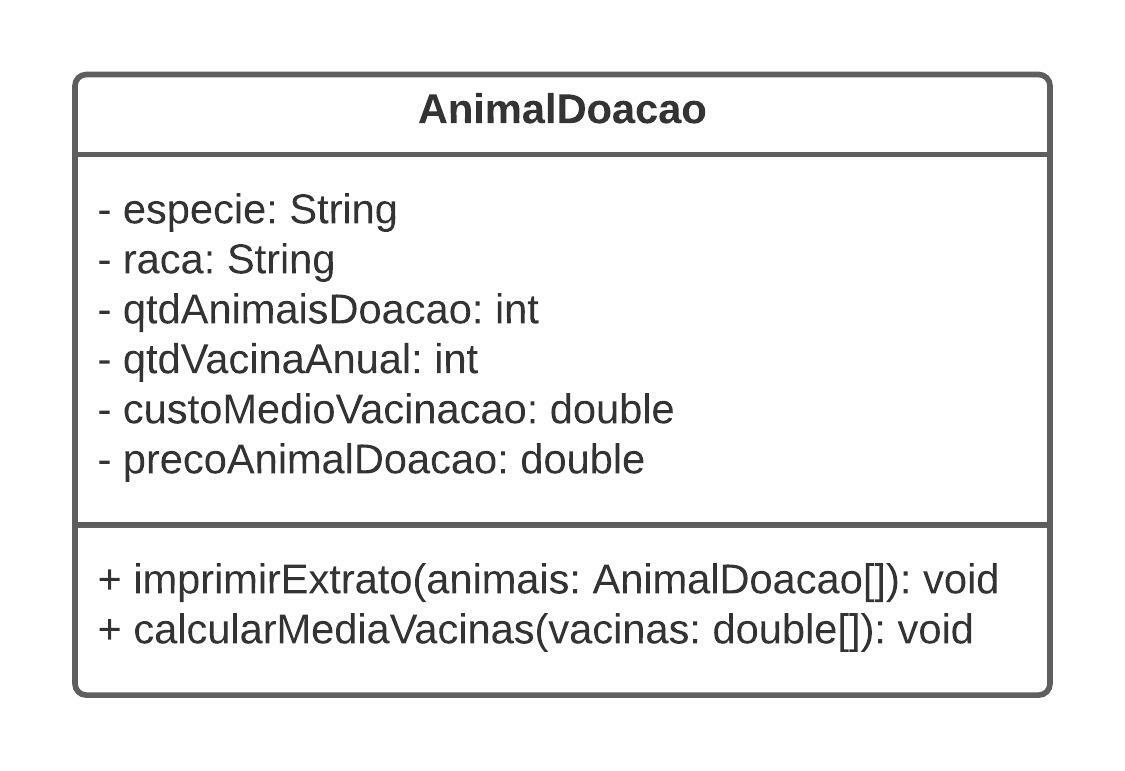 AnimalDoacao
- especie: String
- raca: String
- qtdAnimaisDoacao: int
- qtdVacinaAnual: int
- custoMedioVacinacao: double
- precoAnimalDoacao: double
+ imprimirExtrato(animais: AnimalDoacao[]): void
+ calcularMediaVacinas(vacinas: double[]): void